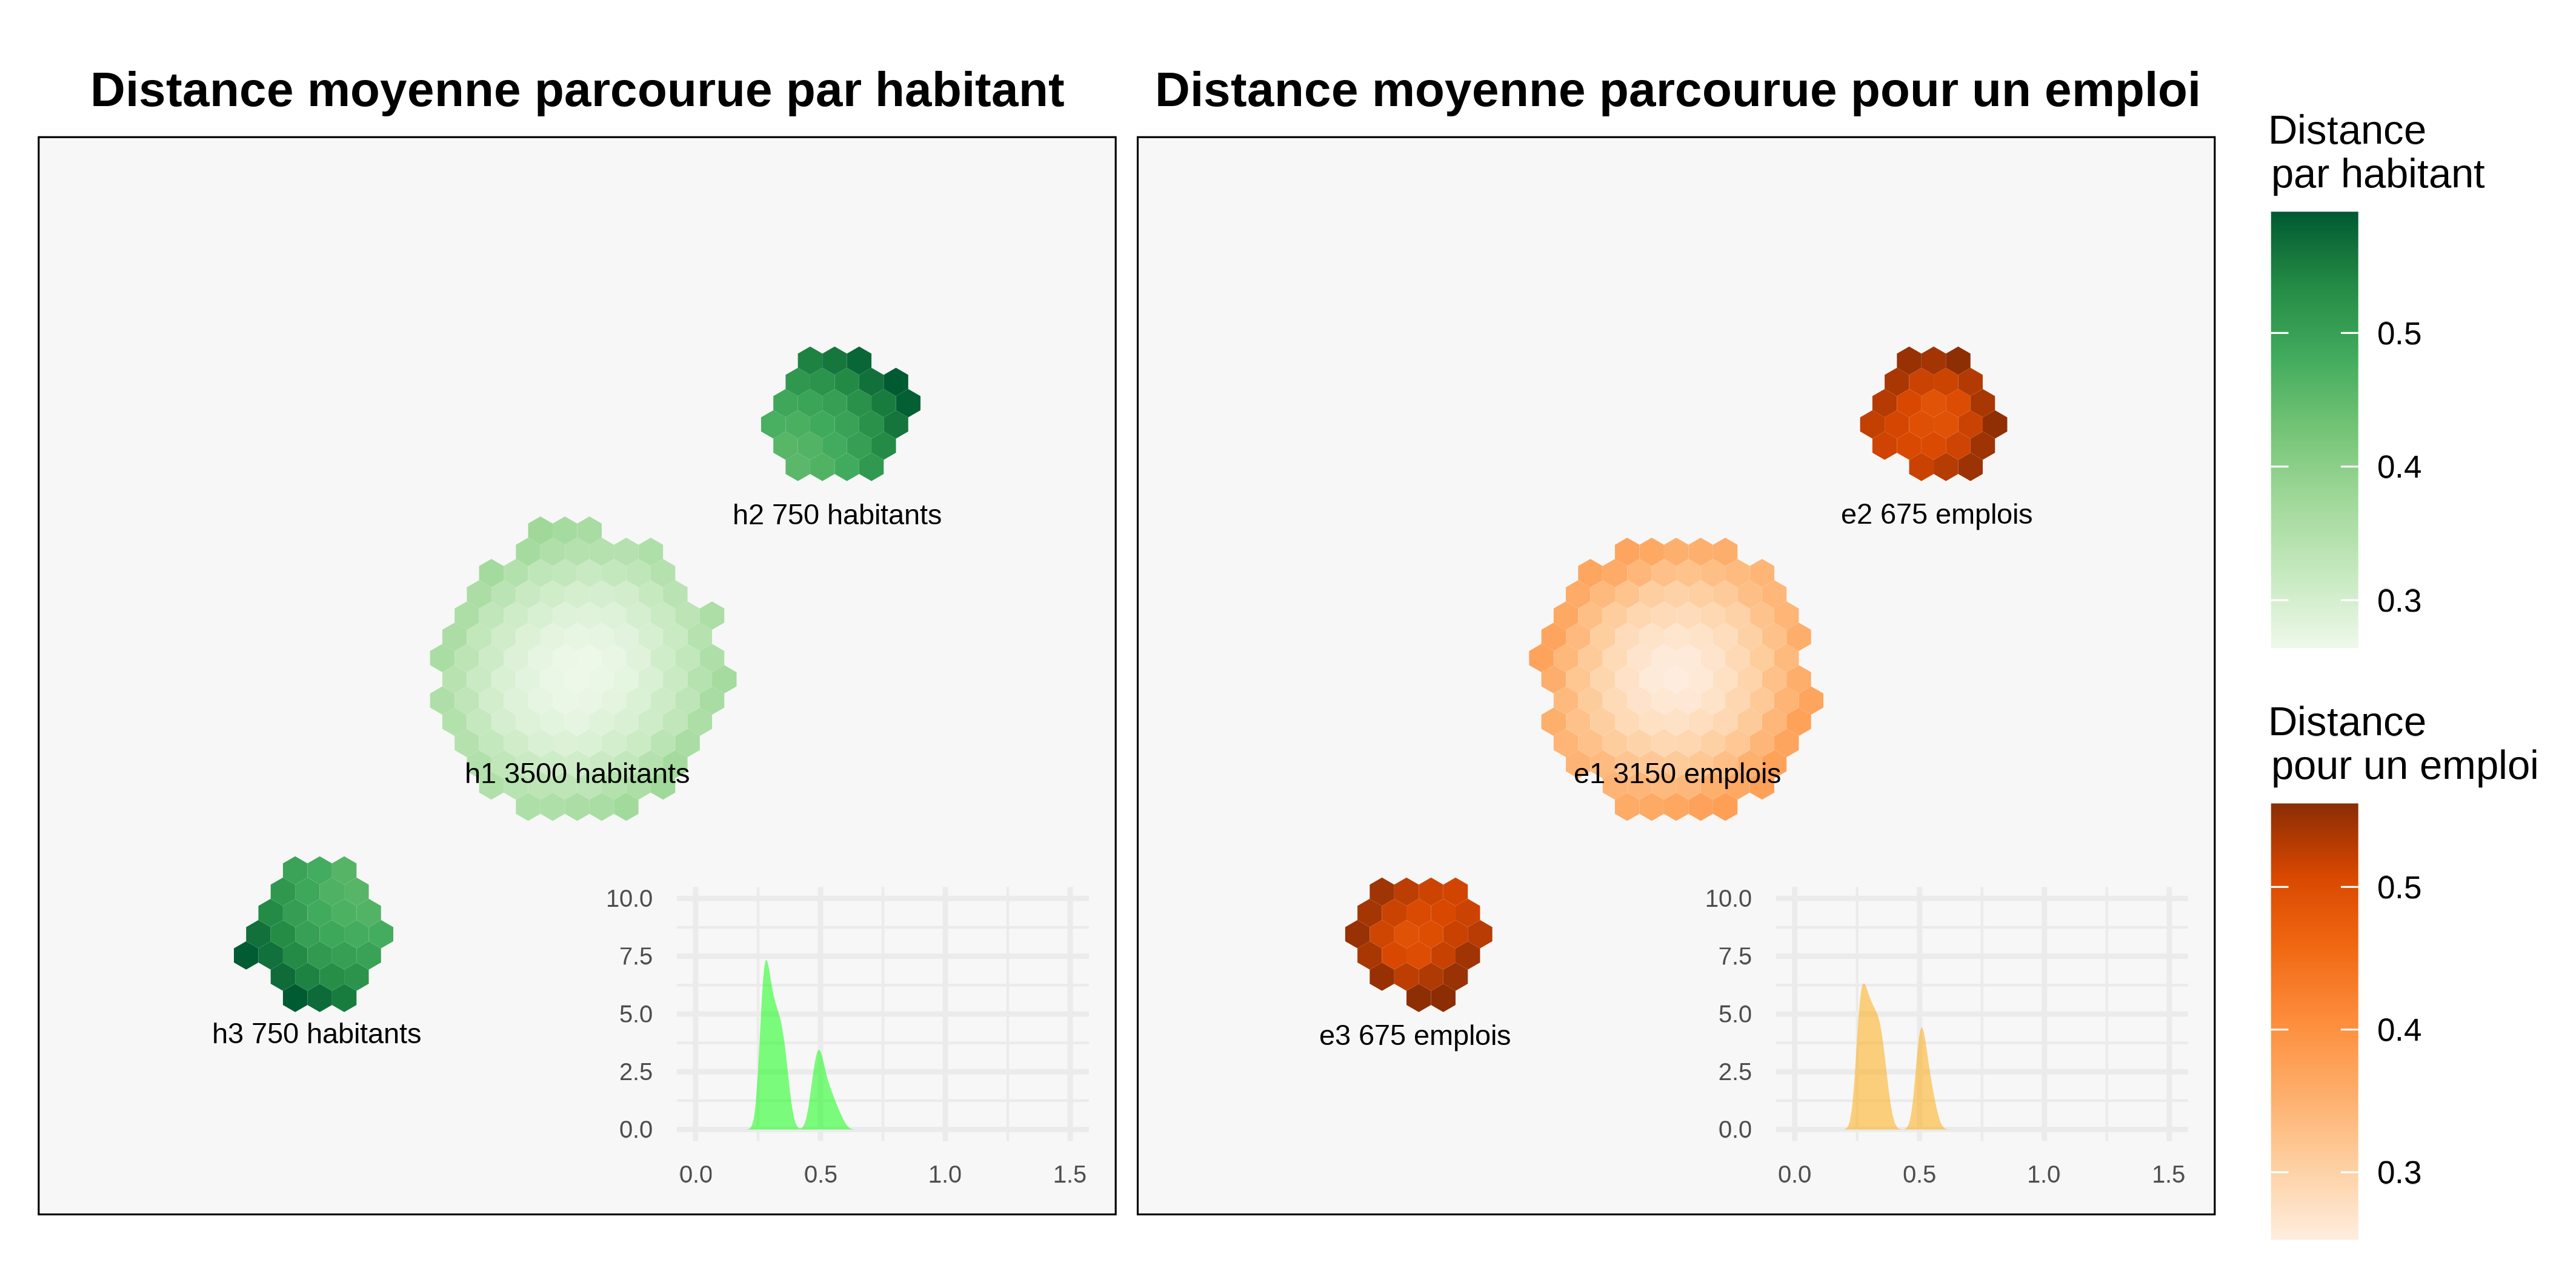 Distance moyenne parcourue par habitant
Distance moyenne parcourue pour un emploi
h2 750 habitants
h1 3500 habitants
h3 750 habitants
10.0
7.5
5.0
2.5
0.0
0.0 0.5 1.0 1.5
e2 675 emplois
e1 3150 emplois
e3 675 emplois
10.0
7.5
5.0
2.5
0.0
0.0 0.5 1.0 1.5
Distance
par habitant
0.5
0.4
0.3
Distance
pour un emploi
0.5
0.4
0.3